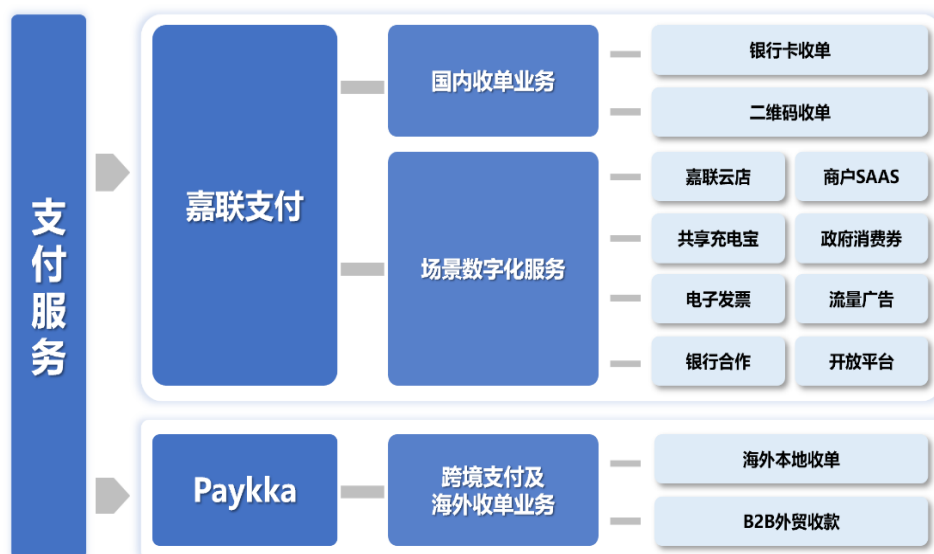 支付服务
嘉联支付
国内收单业务
银行卡收单
二维码收单
场景数字化服务
嘉联云店
商户SAAS
共享充电宝
政府消费券
电子发票
流量广告
银行合作
开放平台
Paykka
跨境支付及
海外收单业务
海外本地收单
B2B外贸收款